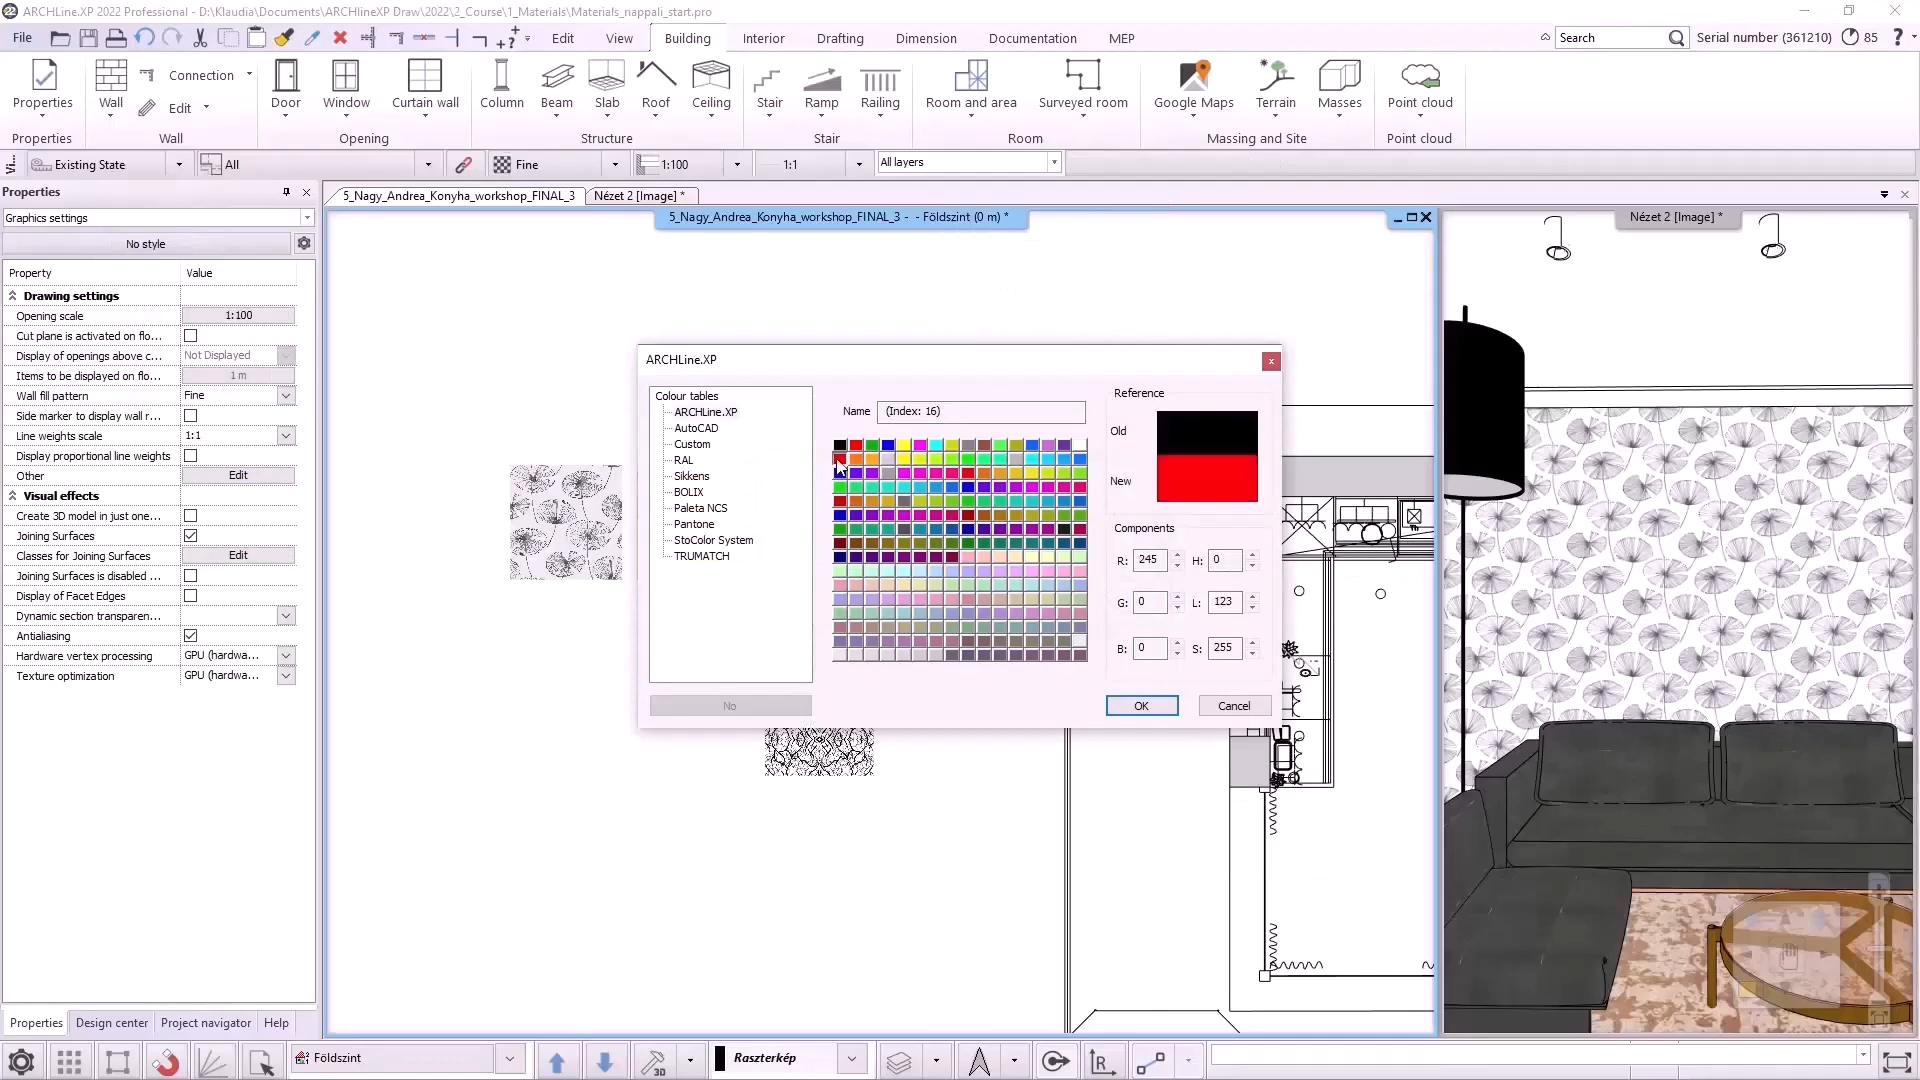 22 ARCHLine.XP 2022 Professional - D:\Klaudia\Documents\ARCHlineXP Draw\2022\2_Course\1_Materials\Materials_nappali_start.pro
File Edit View Building Interior Drafting Dimension Documentation MEP Search Serial number (361210) 85 ?
Properties Wall Connection Edit Door Window Curtain wall Column Beam Slab Roof Ceiling Stair Ramp Railing Room and area Surveyed room Google Maps Terrain Masses Point cloud
Properties Wall Opening Structure Stair Room Massing and Site Point cloud
Existing State All Fine 1:100 1:1 All layers
Properties
5_Nagy_Andrea_Konyha_workshop_FINAL_3 Nézet 2 [Image] *
Graphics settings
5_Nagy_Andrea_Konyha_workshop_FINAL_3 - - Földszint (0 m) *
Nézet 2 [Image] *
No style
Property Value
Drawing settings
Opening scale 1:100
Cut plane is activated on flo...
Display of openings above c... Not Displayed
Items to be displayed on flo... 1 m
Wall fill pattern Fine
Side marker to display wall r...
Line weights scale 1:1
Display proportional line weights
Other Edit
Visual effects
Create 3D model in just one...
Joining Surfaces
Classes for Joining Surfaces Edit
Joining Surfaces is disabled ...
Display of Facet Edges
Dynamic section transparen...
Antialiasing
Hardware vertex processing GPU (hardwa...
Texture optimization GPU (hardwa...
ARCHLine.XP
Colour tables
ARCHLine.XP
AutoCAD
Custom
RAL
Sikkens
BOLIX
Paleta NCS
Pantone
StoColor System
TRUMATCH
No
Name (Index: 16)
Reference
Old
New
Components
R: 245 H: 0
G: 0 L: 123
B: 0 S: 255
OK Cancel
Properties Design center Project navigator Help
Földszint 3D Raszterkép